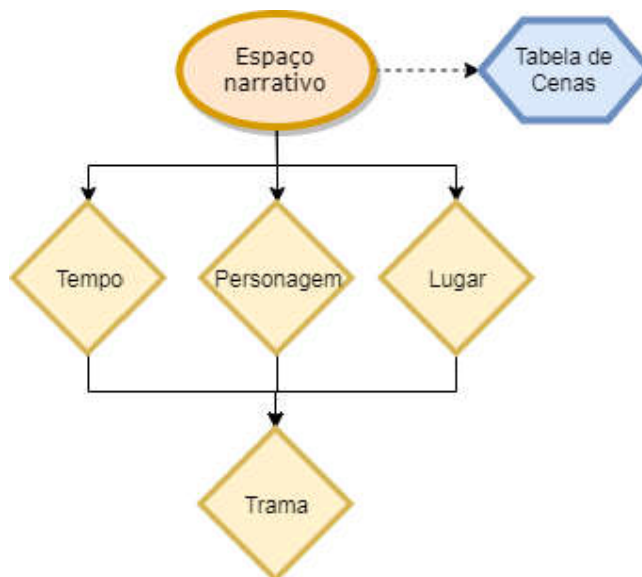 Espaço
narrativo
Tabela de
Cenas
Tempo
Personagem
Lugar
Trama